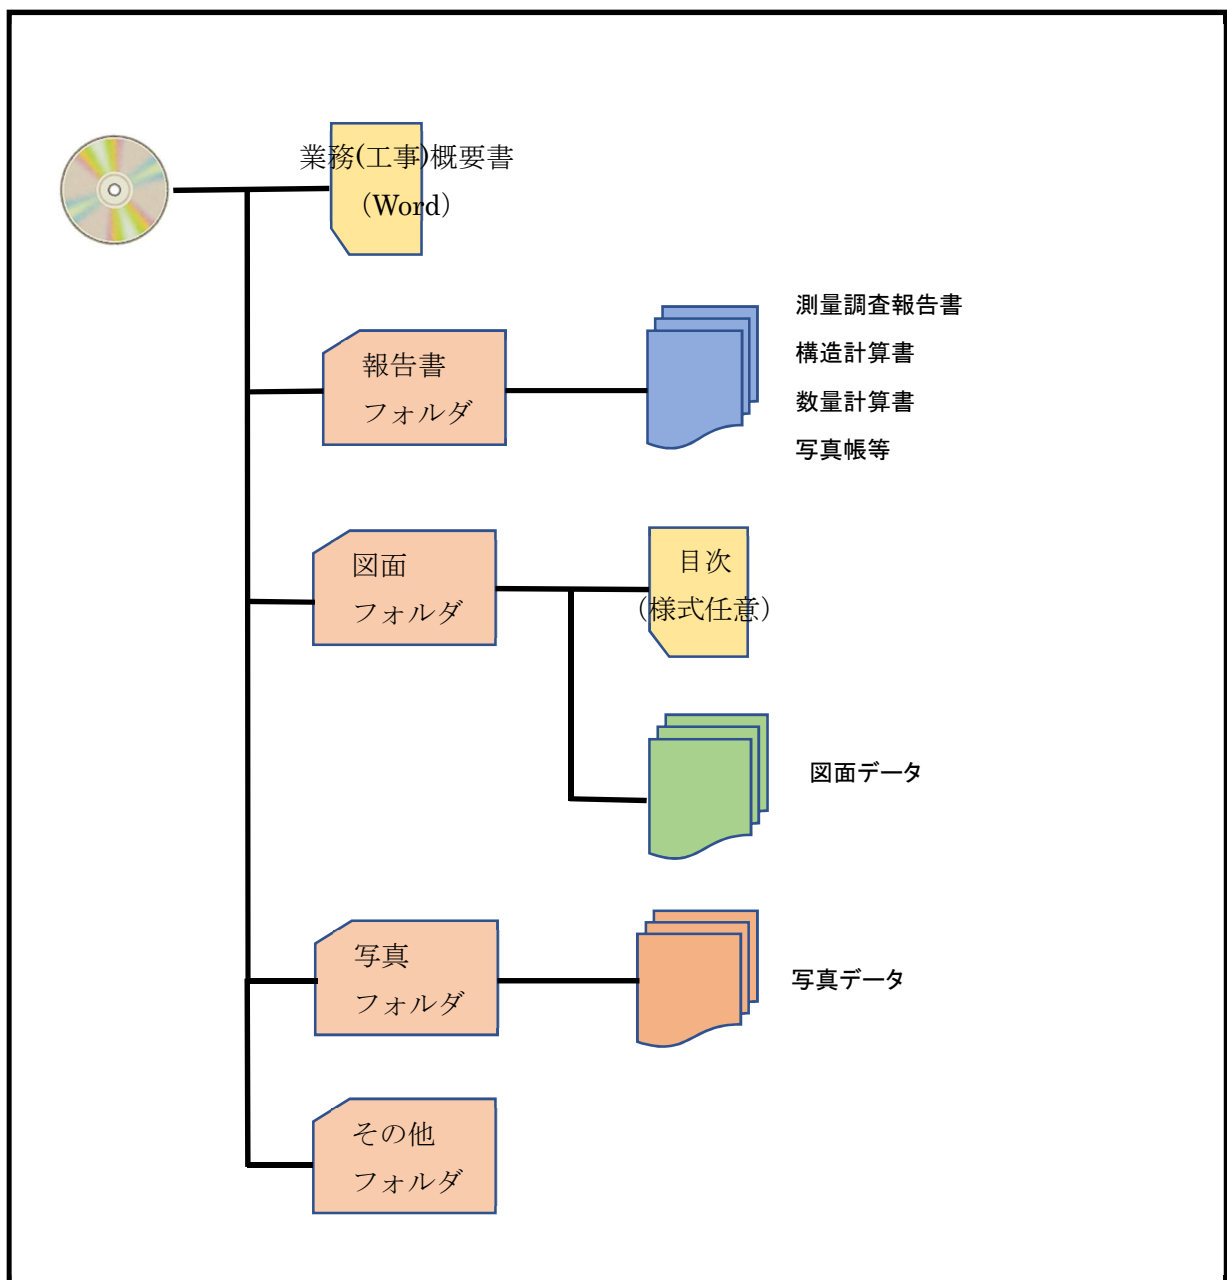 業務(工事)概要書
（Word）
報告書
フォルダ
測量調査報告書
構造計算書
数量計算書
写真帳等
図面
フォルダ
目次
（様式任意）
図面データ
写真
フォルダ
写真データ
その他
フォルダ